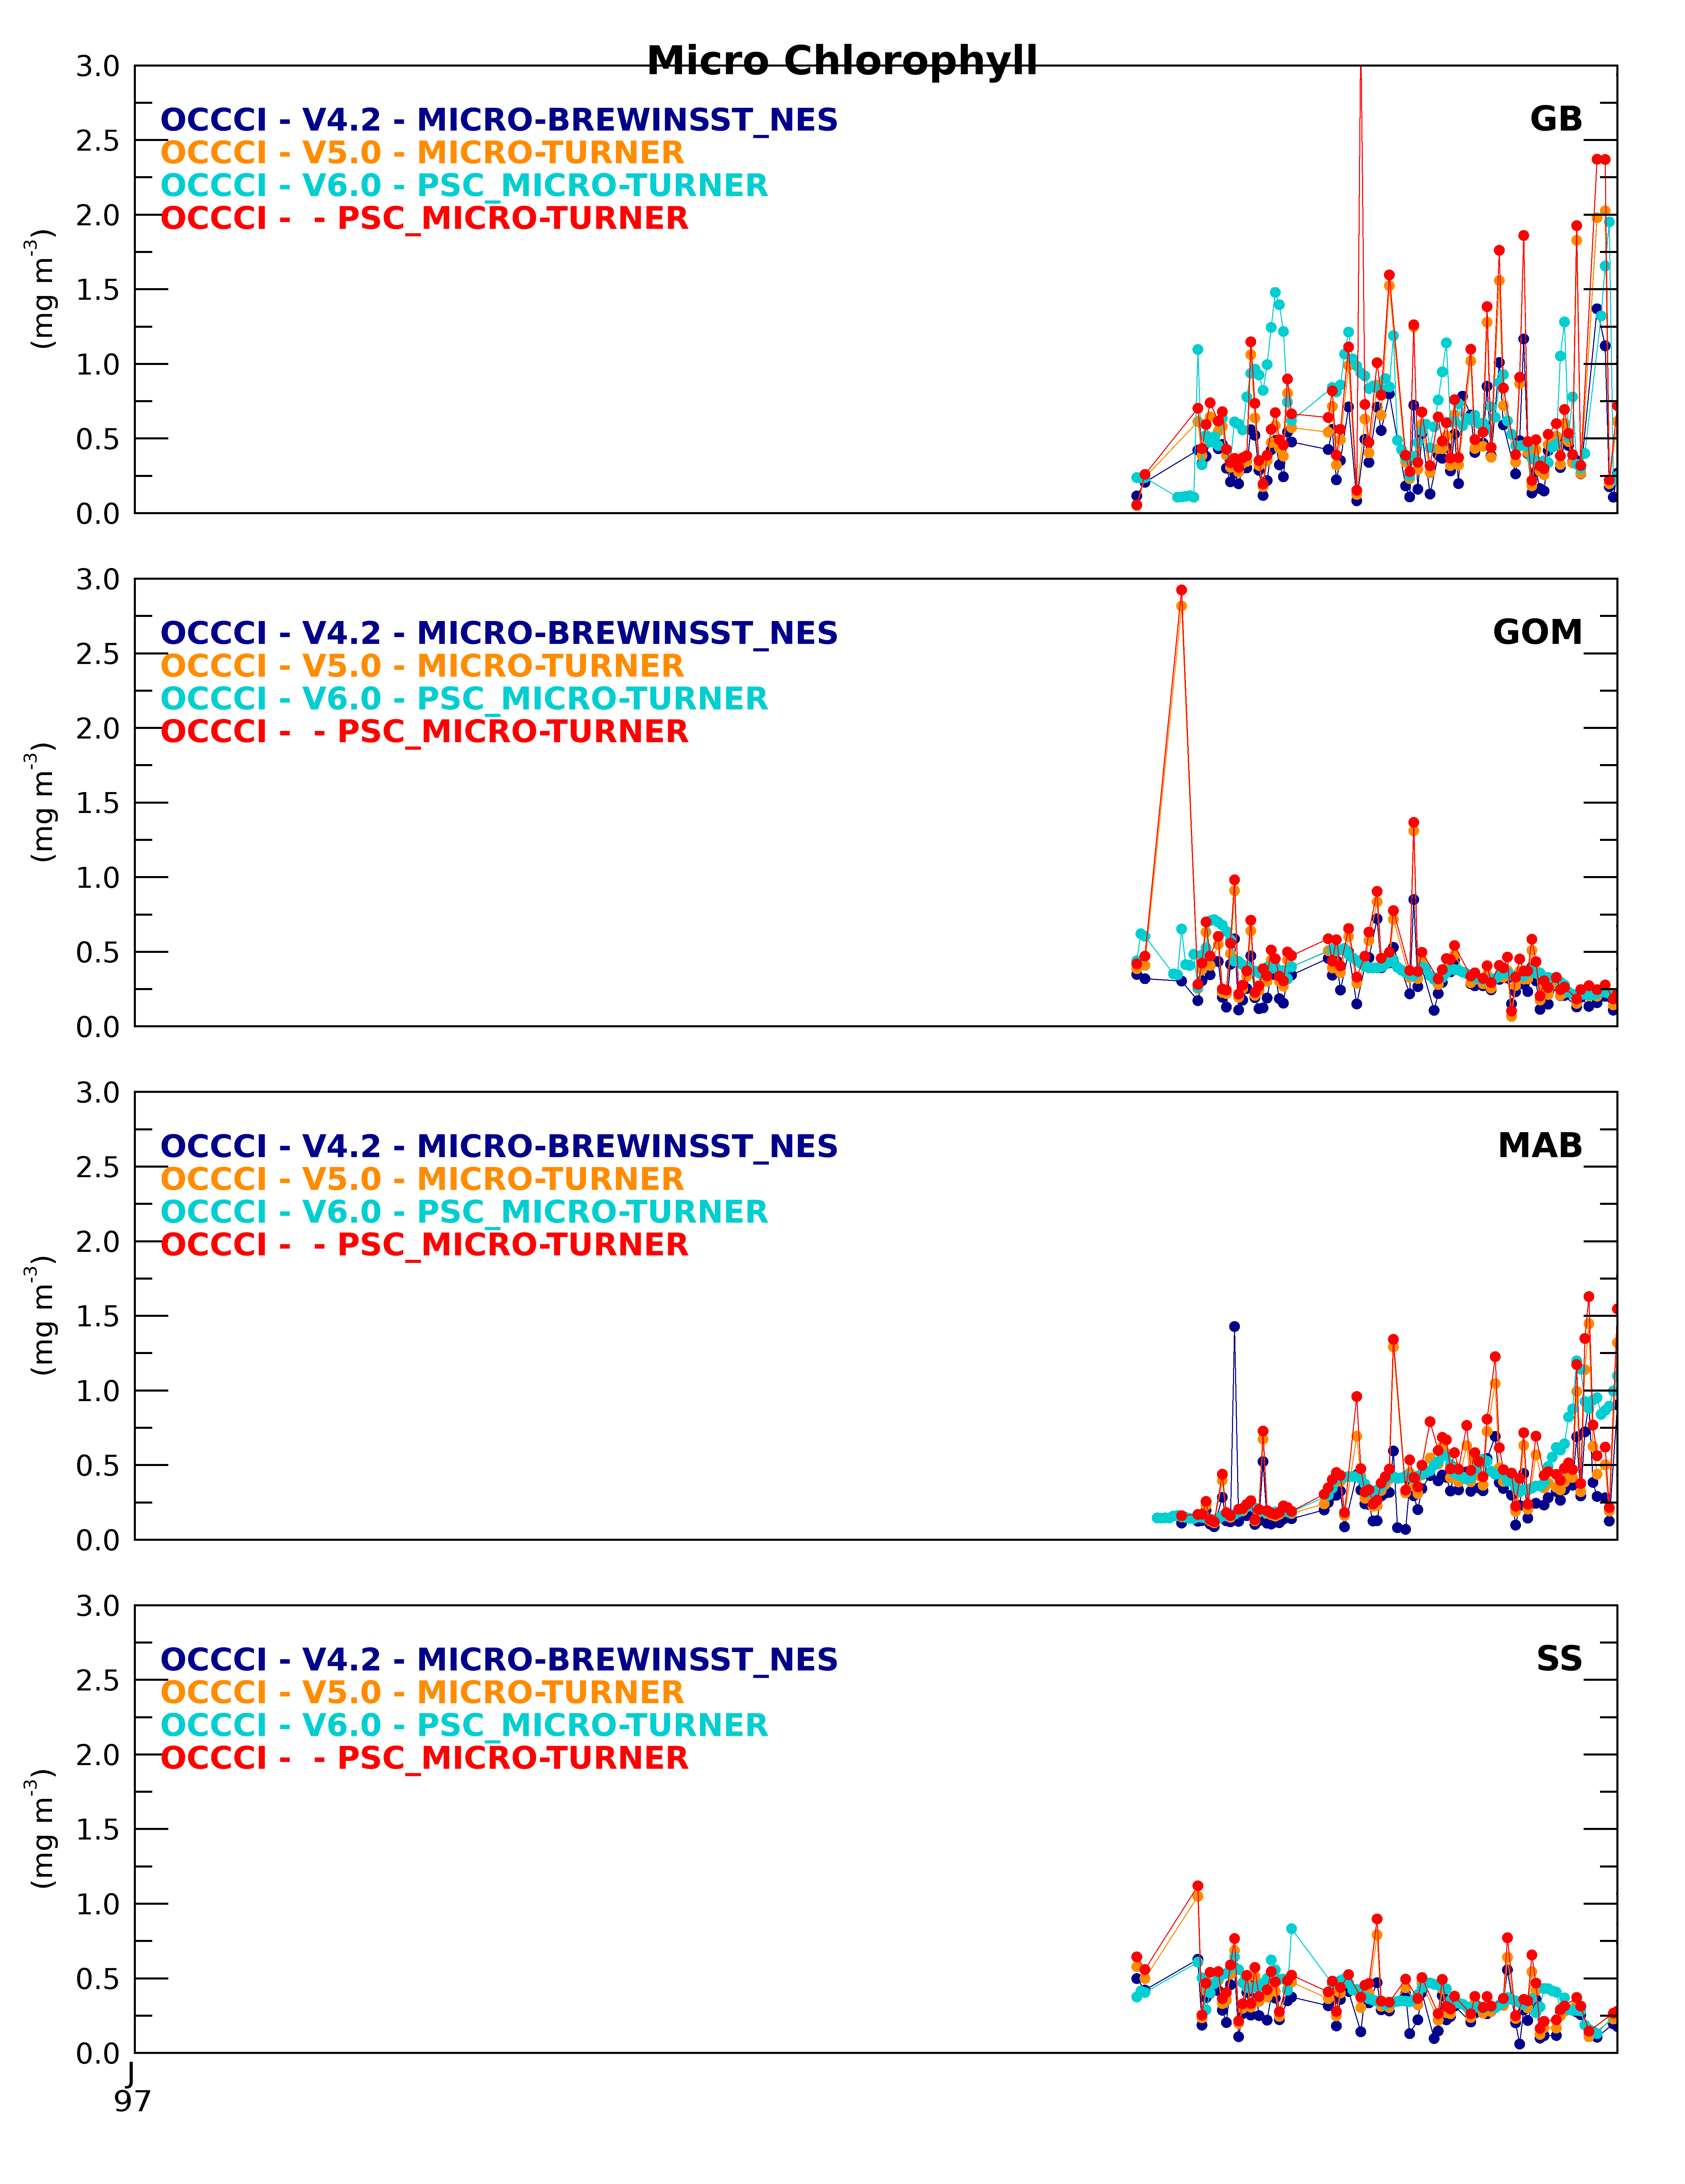 Micro Chlorophyll
3.0
OCCCI - V4.2 - MICRO-BREWINSST_NES
GB
2.5
OCCCI - V5.0 - MICRO-TURNER
OCCCI - V6.0 - PSC_MICRO-TURNER
2.0
OCCCI -  - PSC_MICRO-TURNER
(mg m-3)
1.5
1.0
0.5
0.0
3.0
OCCCI - V4.2 - MICRO-BREWINSST_NES
GOM
2.5
OCCCI - V5.0 - MICRO-TURNER
OCCCI - V6.0 - PSC_MICRO-TURNER
2.0
OCCCI -  - PSC_MICRO-TURNER
(mg m-3)
1.5
1.0
0.5
0.0
3.0
OCCCI - V4.2 - MICRO-BREWINSST_NES
MAB
2.5
OCCCI - V5.0 - MICRO-TURNER
OCCCI - V6.0 - PSC_MICRO-TURNER
2.0
OCCCI -  - PSC_MICRO-TURNER
(mg m-3)
1.5
1.0
0.5
0.0
3.0
OCCCI - V4.2 - MICRO-BREWINSST_NES
SS
2.5
OCCCI - V5.0 - MICRO-TURNER
OCCCI - V6.0 - PSC_MICRO-TURNER
2.0
OCCCI -  - PSC_MICRO-TURNER
(mg m-3)
1.5
1.0
0.5
0.0
J
97